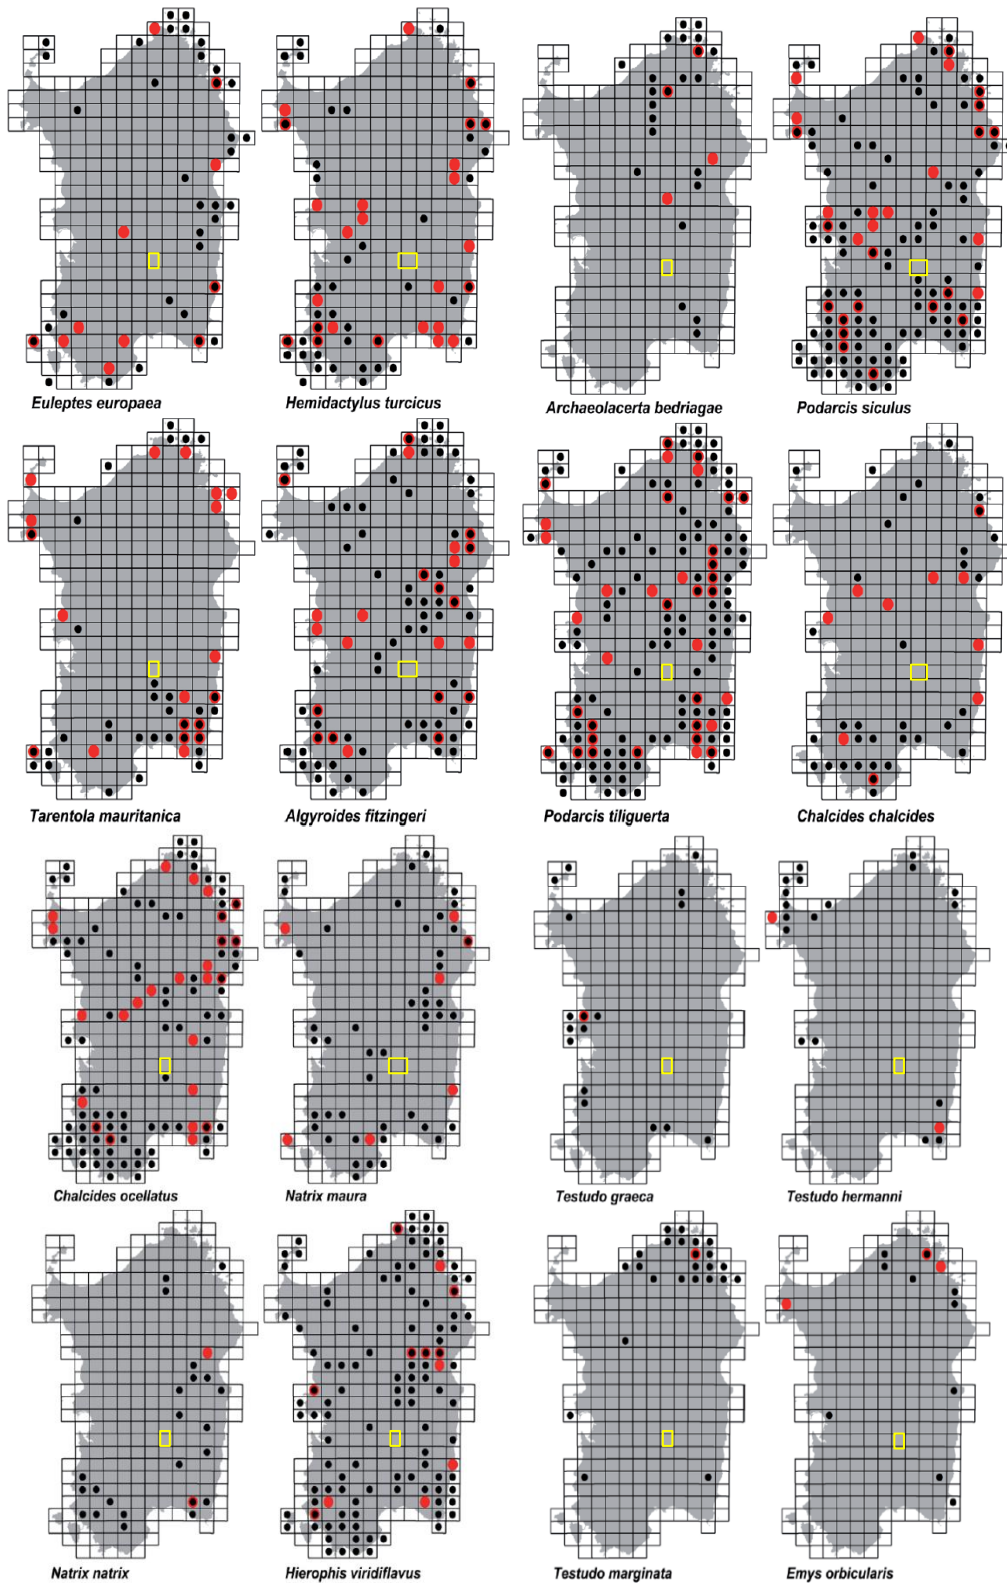 Euleptes europaea
Hemidactylus turcicus
Archaeolacerta bedriagae
Podarcis siculus
Tarentola mauritanica
Algyroides fitzingeri
Podarcis tiliguerta
Chalcides chalcides
Chalcides ocellatus
Natrix maura
Testudo graeca
Testudo hermanni
Natrix natrix
Hierophis viridiflavus
Testudo marginata
Emys orbicularis